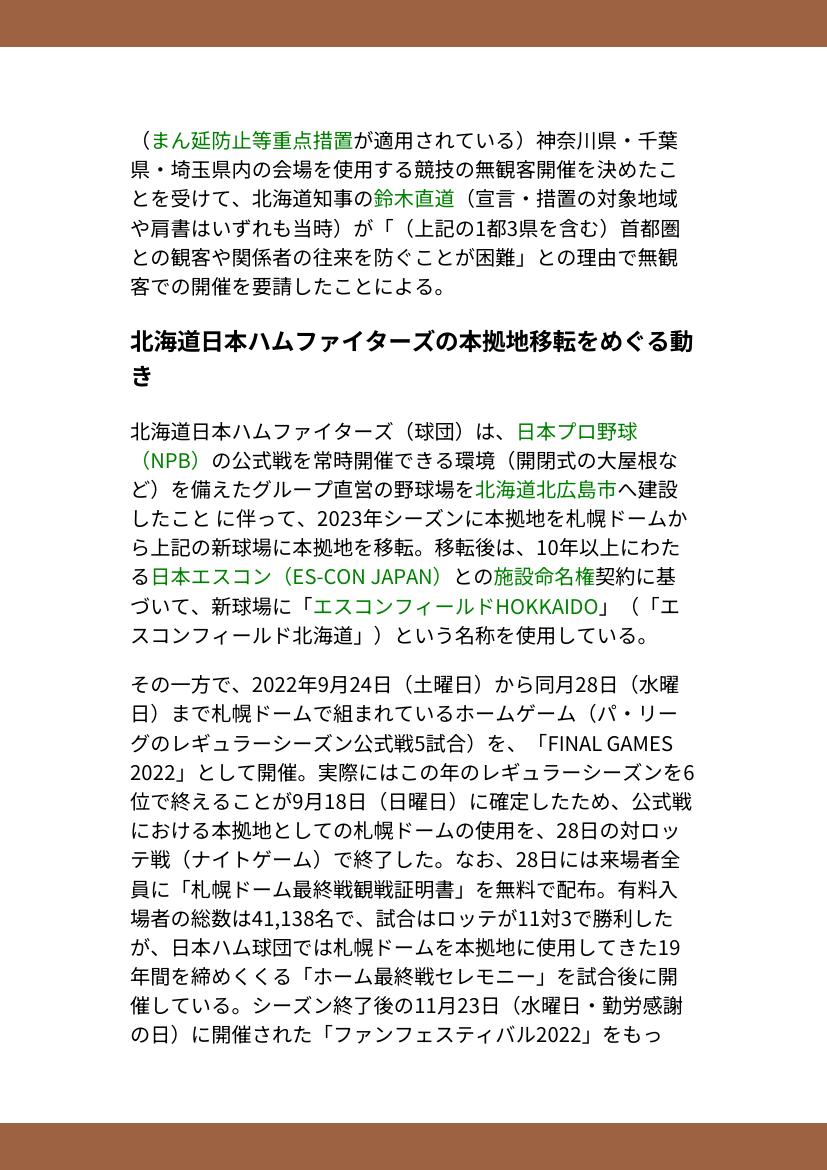 （まん延防止等重点措置が適用されている）神奈川県・千葉
県・埼玉県内の会場を使用する競技の無観客開催を決めたこ
とを受けて、北海道知事の鈴木直道（宣言・措置の対象地域
や肩書はいずれも当時）が「（上記の1都3県を含む）首都圏
との観客や関係者の往来を防ぐことが困難」との理由で無観
客での開催を要請したことによる。
北海道日本ハムファイターズの本拠地移転をめぐる動
き
北海道日本ハムファイターズ（球団）は、日本プロ野球
（NPB）の公式戦を常時開催できる環境（開閉式の大屋根な
ど）を備えたグループ直営の野球場を北海道北広島市へ建設
したこと に伴って、2023年シーズンに本拠地を札幌ドームか
ら上記の新球場に本拠地を移転。移転後は、10年以上にわた
る日本エスコン（ES-CON JAPAN）との施設命名権契約に基
づいて、新球場に「エスコンフィールドHOKKAIDO」（「エ
スコンフィールド北海道」）という名称を使用している。
その一方で、2022年9月24日（土曜日）から同月28日（水曜
日）まで札幌ドームで組まれているホームゲーム（パ・リー
グのレギュラーシーズン公式戦5試合）を、「FINAL GAMES
2022」として開催。実際にはこの年のレギュラーシーズンを6
位で終えることが9月18日（日曜日）に確定したため、公式戦
における本拠地としての札幌ドームの使用を、28日の対ロッ
テ戦（ナイトゲーム）で終了した。なお、28日には来場者全
員に「札幌ドーム最終戦観戦証明書」を無料で配布。有料入
場者の総数は41,138名で、試合はロッテが11対3で勝利した
が、日本ハム球団では札幌ドームを本拠地に使用してきた19
年間を締めくくる「ホーム最終戦セレモニー」を試合後に開
催している。シーズン終了後の11月23日（水曜日・勤労感謝
の日）に開催された「ファンフェスティバル2022」をもっ